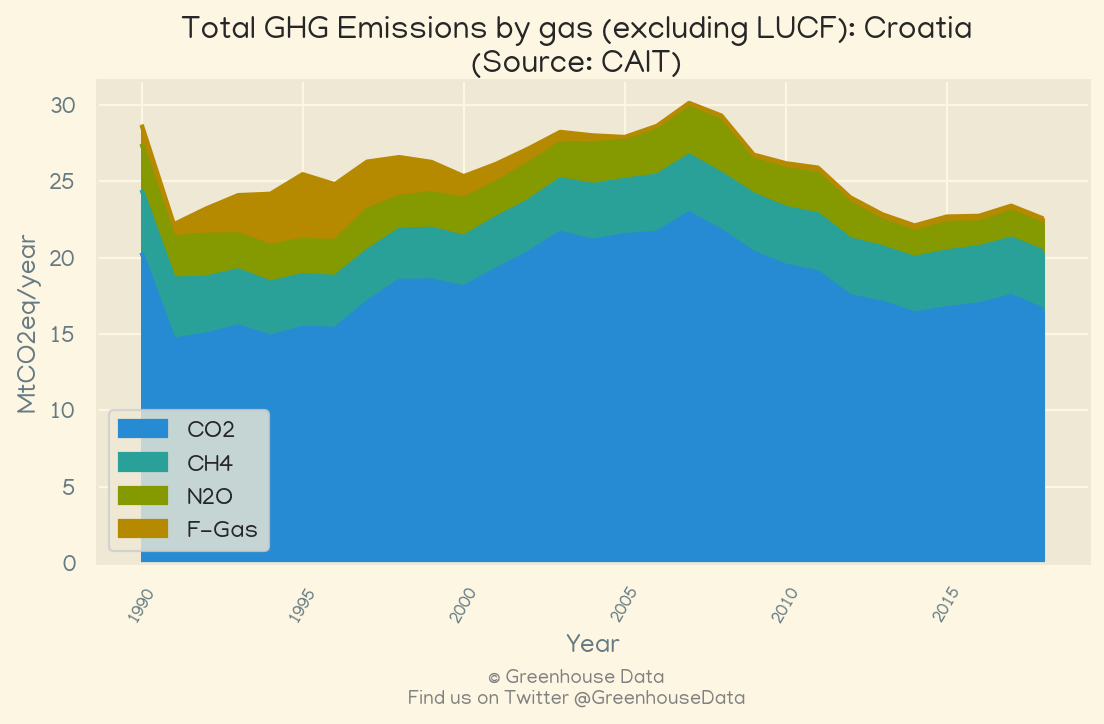 Total GHG Emissions by gas (excluding LUCF): Croatia
(Source: CAIT)
MtCO2eq/year
30
25
20
15
10
5
0
CO2
CH4
N2O
F-Gas
1990
1995
2000
2005
2010
2015
Year
© Greenhouse Data
Find us on Twitter @GreenhouseData